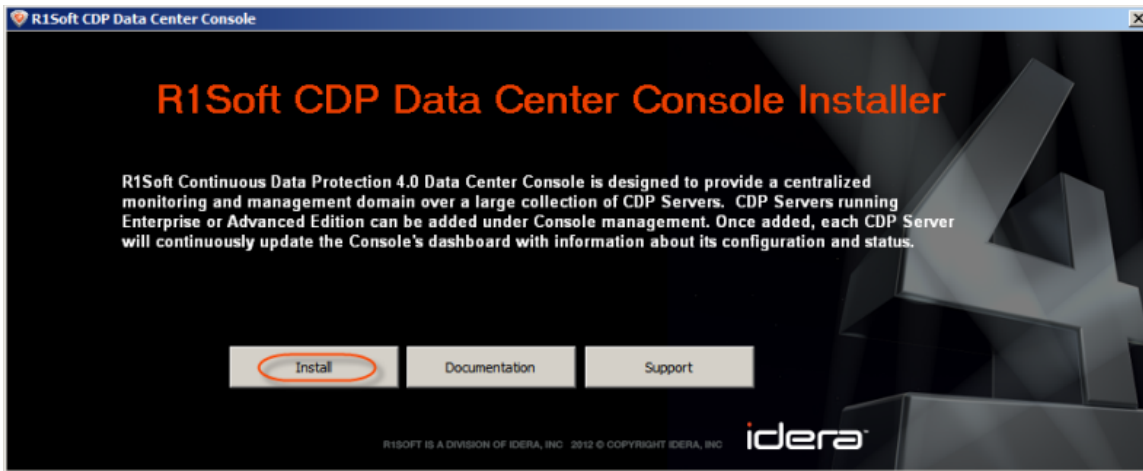 R1Soft CDP Data Center Console
R1Soft CDP Data Center Console Installer
R1Soft Continuous Data Protection 4.0 Data Center Console is designed to provide a centralized
monitoring and management domain over a large collection of CDP Servers.  CDP Servers running
Enterprise or Advanced Edition can be added under Console management. Once added, each CDP Server
will continuously update the Console's dashboard with information about its configuration and status.
Install
Documentation
Support
R1SOFT IS A DIVISION OF IDERA, INC  2012 © COPYRIGHT IDERA, INC
idera
4